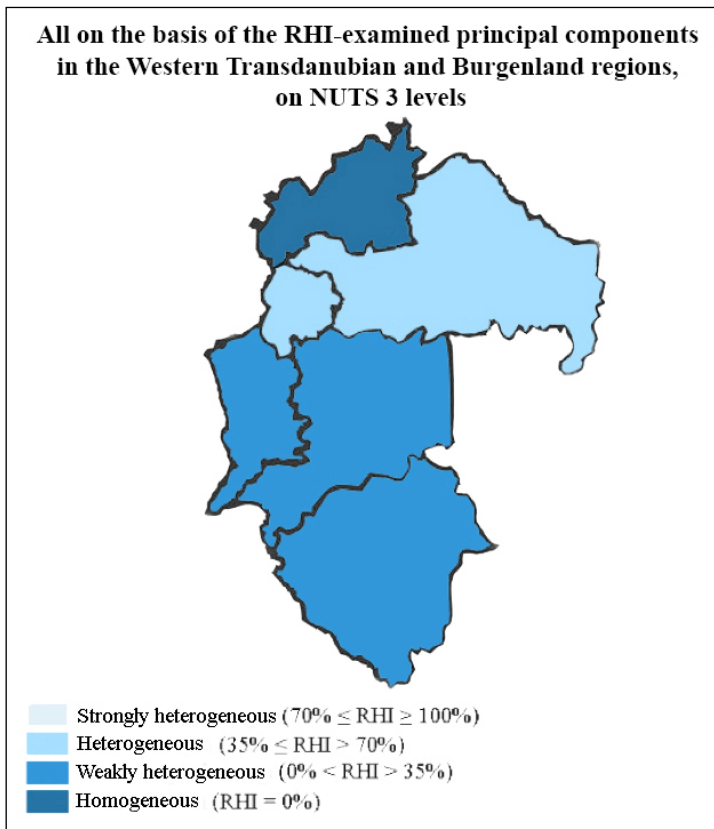 All on the basis of the RHI-examined principal components
in the Western Transdanubian and Burgenland regions,
on NUTS 3 levels
Strongly heterogeneous (70% ≤ RHI ≥ 100%)
Heterogeneous (35% ≤ RHI > 70%)
Weakly heterogeneous (0% < RHI > 35%)
Homogeneous (RHI = 0%)